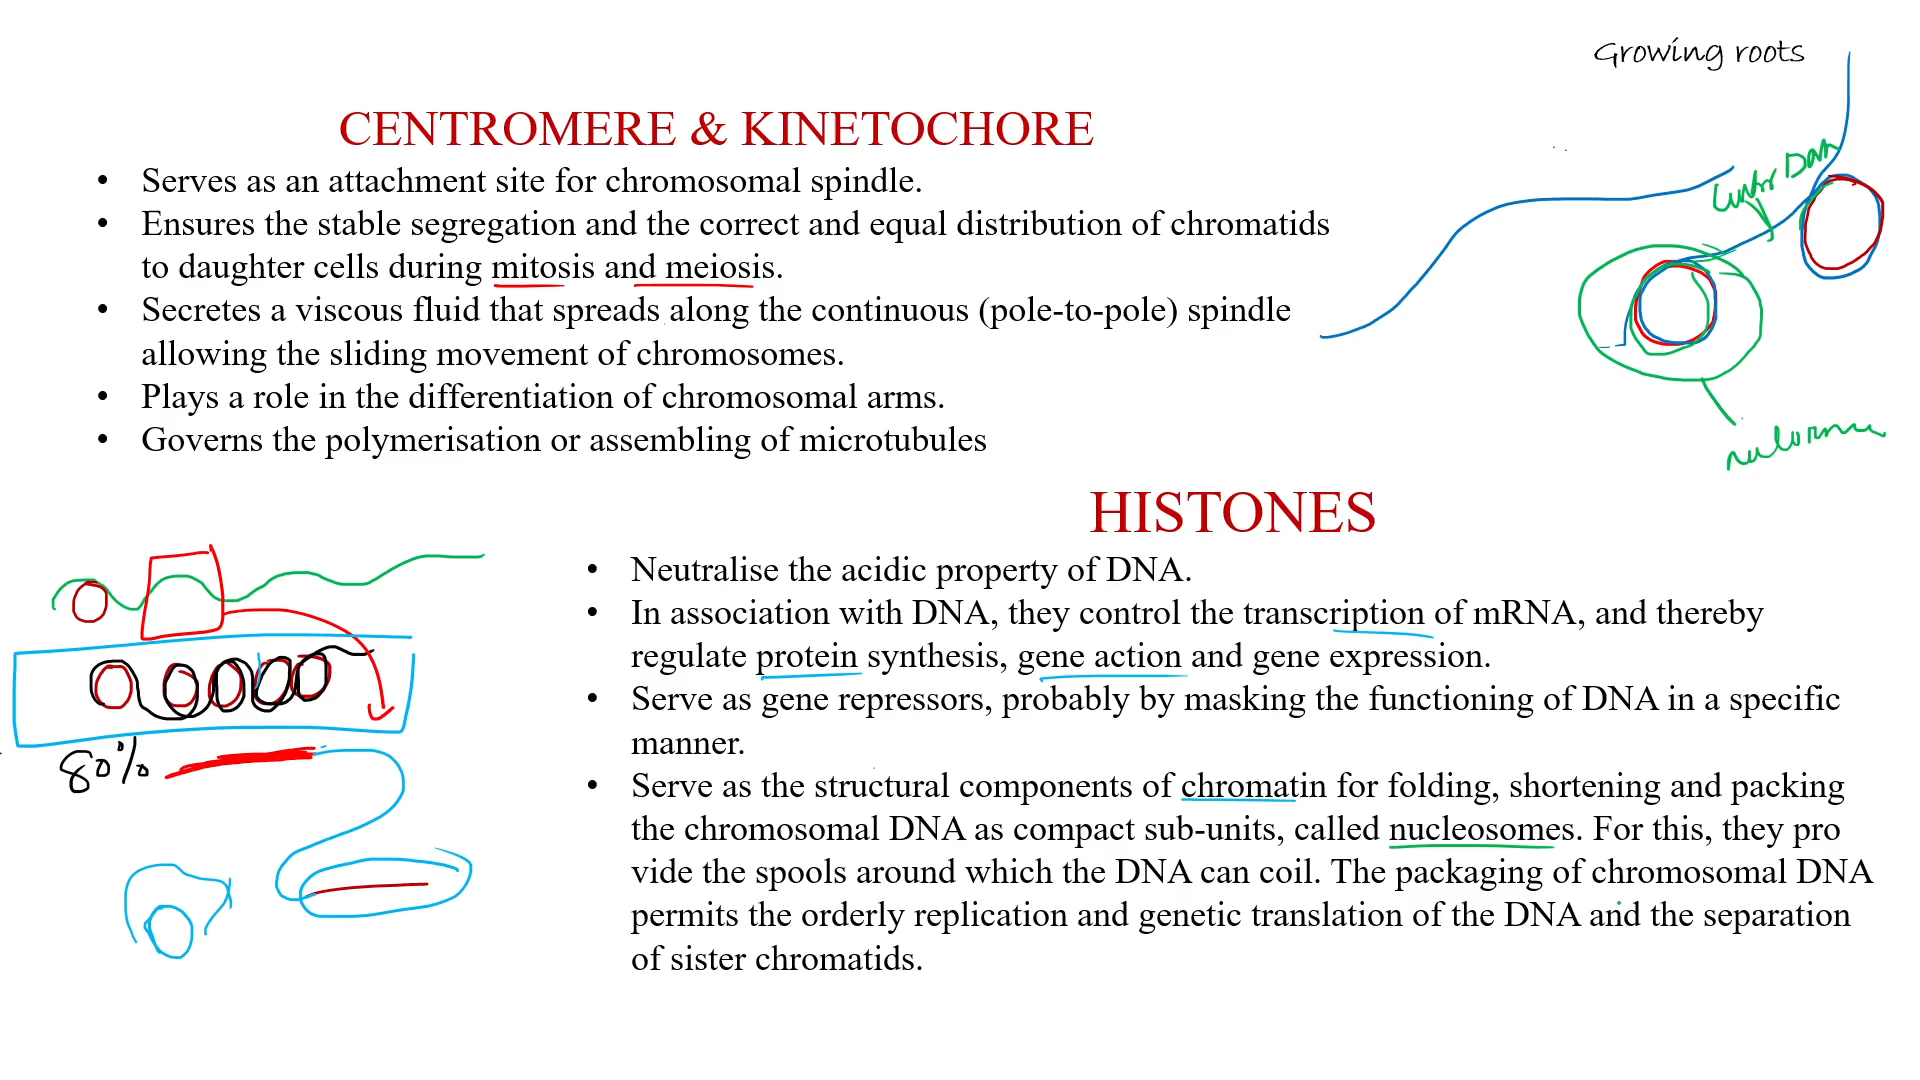 Growing roots
CENTROMERE & KINETOCHORE
• Serves as an attachment site for chromosomal spindle.
• Ensures the stable segregation and the correct and equal distribution of chromatids
to daughter cells during mitosis and meiosis.
• Secretes a viscous fluid that spreads along the continuous (pole-to-pole) spindle
allowing the sliding movement of chromosomes.
• Plays a role in the differentiation of chromosomal arms.
• Governs the polymerisation or assembling of microtubules
HISTONES
• Neutralise the acidic property of DNA.
• In association with DNA, they control the transcription of mRNA, and thereby
regulate protein synthesis, gene action and gene expression.
• Serve as gene repressors, probably by masking the functioning of DNA in a specific
manner.
• Serve as the structural components of chromatin for folding, shortening and packing
the chromosomal DNA as compact sub-units, called nucleosomes. For this, they pro
vide the spools around which the DNA can coil. The packaging of chromosomal DNA
permits the orderly replication and genetic translation of the DNA and the separation
of sister chromatids.
80%